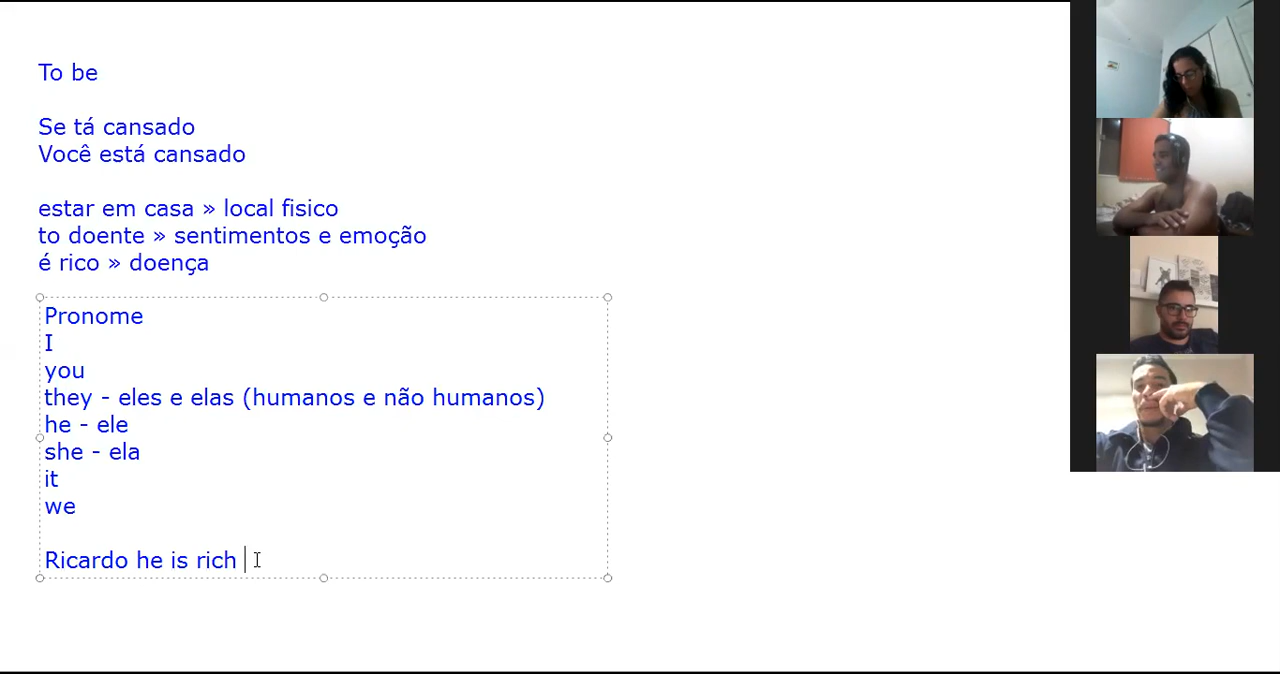 To be
Se tá cansado
Você está cansado
estar em casa » local fisico
to doente » sentimentos e emoção
é rico » doença
Pronome
I
you
they - eles e elas (humanos e não humanos)
he - ele
she - ela
it
we
Ricardo he is rich